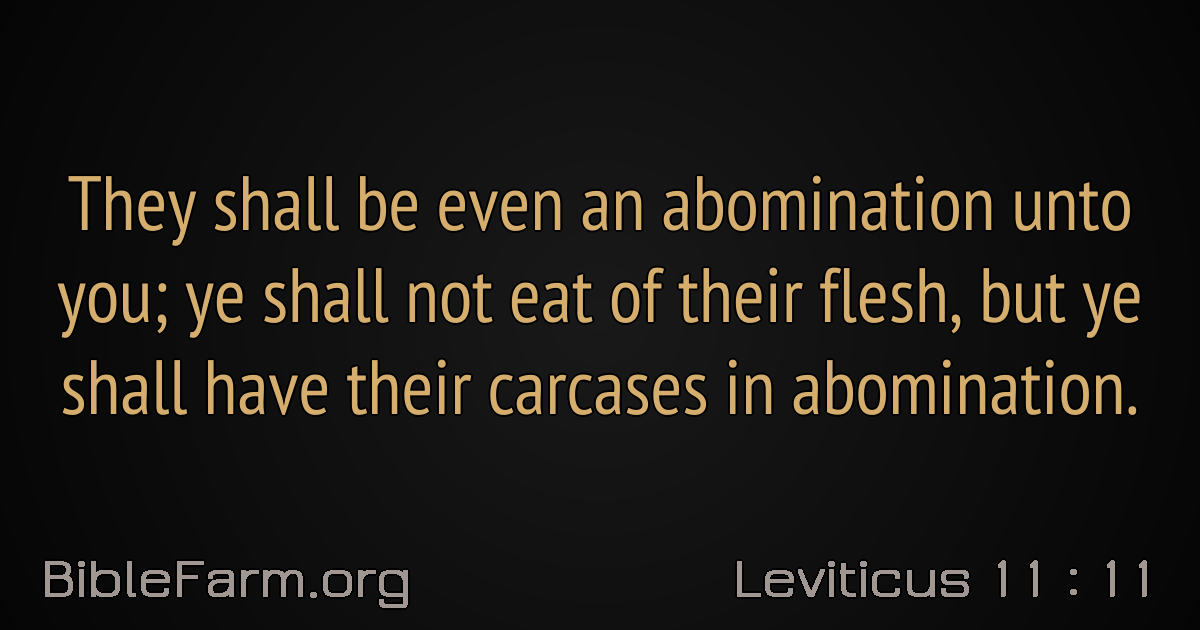 They shall be even an abomination unto
you; ye shall not eat of their flesh, but ye
shall have their carcases in abomination.
BibleFarm.org
Leviticus 11 : 11